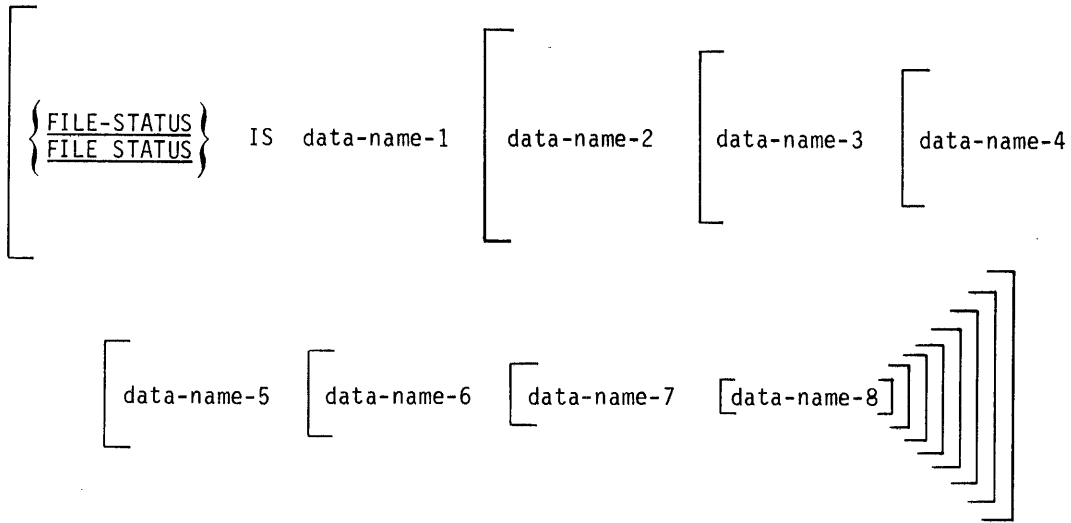 FILE-STATUS
FILE STATUS
IS data-name-1 data-name-2 data-name-3 data-name-4
data-name-5 data-name-6 data-name-7 data-name-8